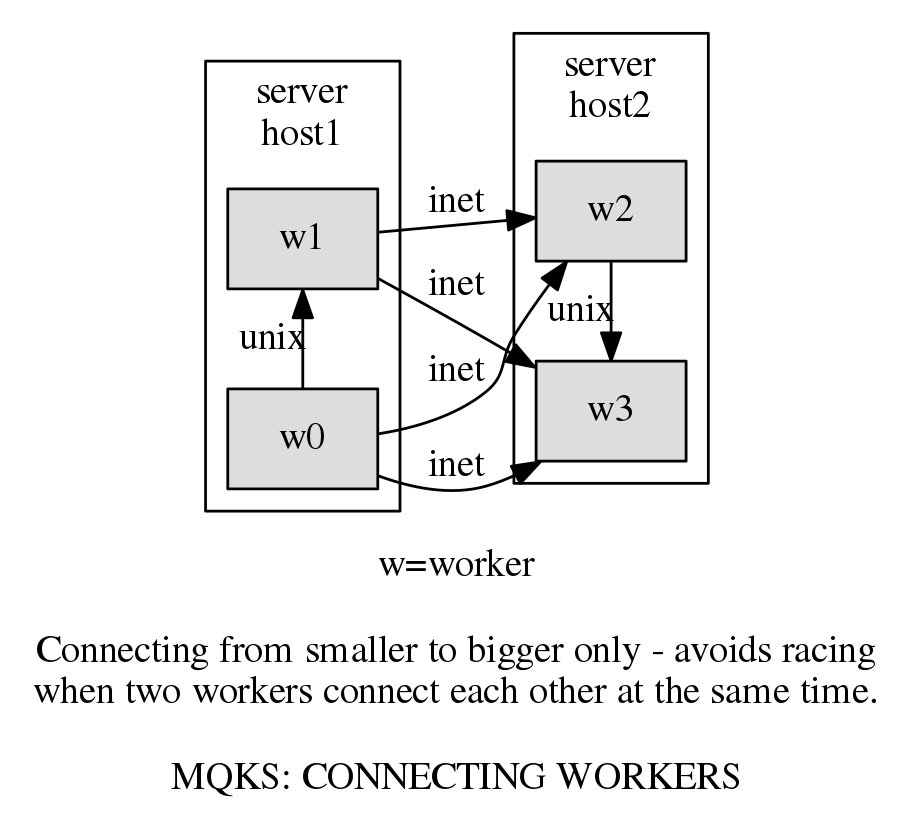 server
host1
server
host2
w1
inet
w2
inet
unix
unix
inet
w0
w3
inet
w=worker
Connecting from smaller to bigger only - avoids racing
when two workers connect each other at the same time.
MQKS: CONNECTING WORKERS